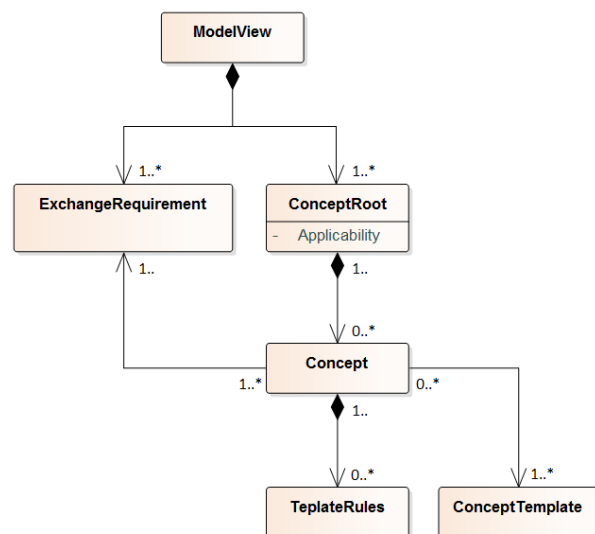 ModelView
1..*
1..*
ExchangeRequirement
ConceptRoot
- Applicability
1..
1..
0..*
Concept
1..*
0..*
1..
0..*
1..*
TeplateRules
ConceptTemplate